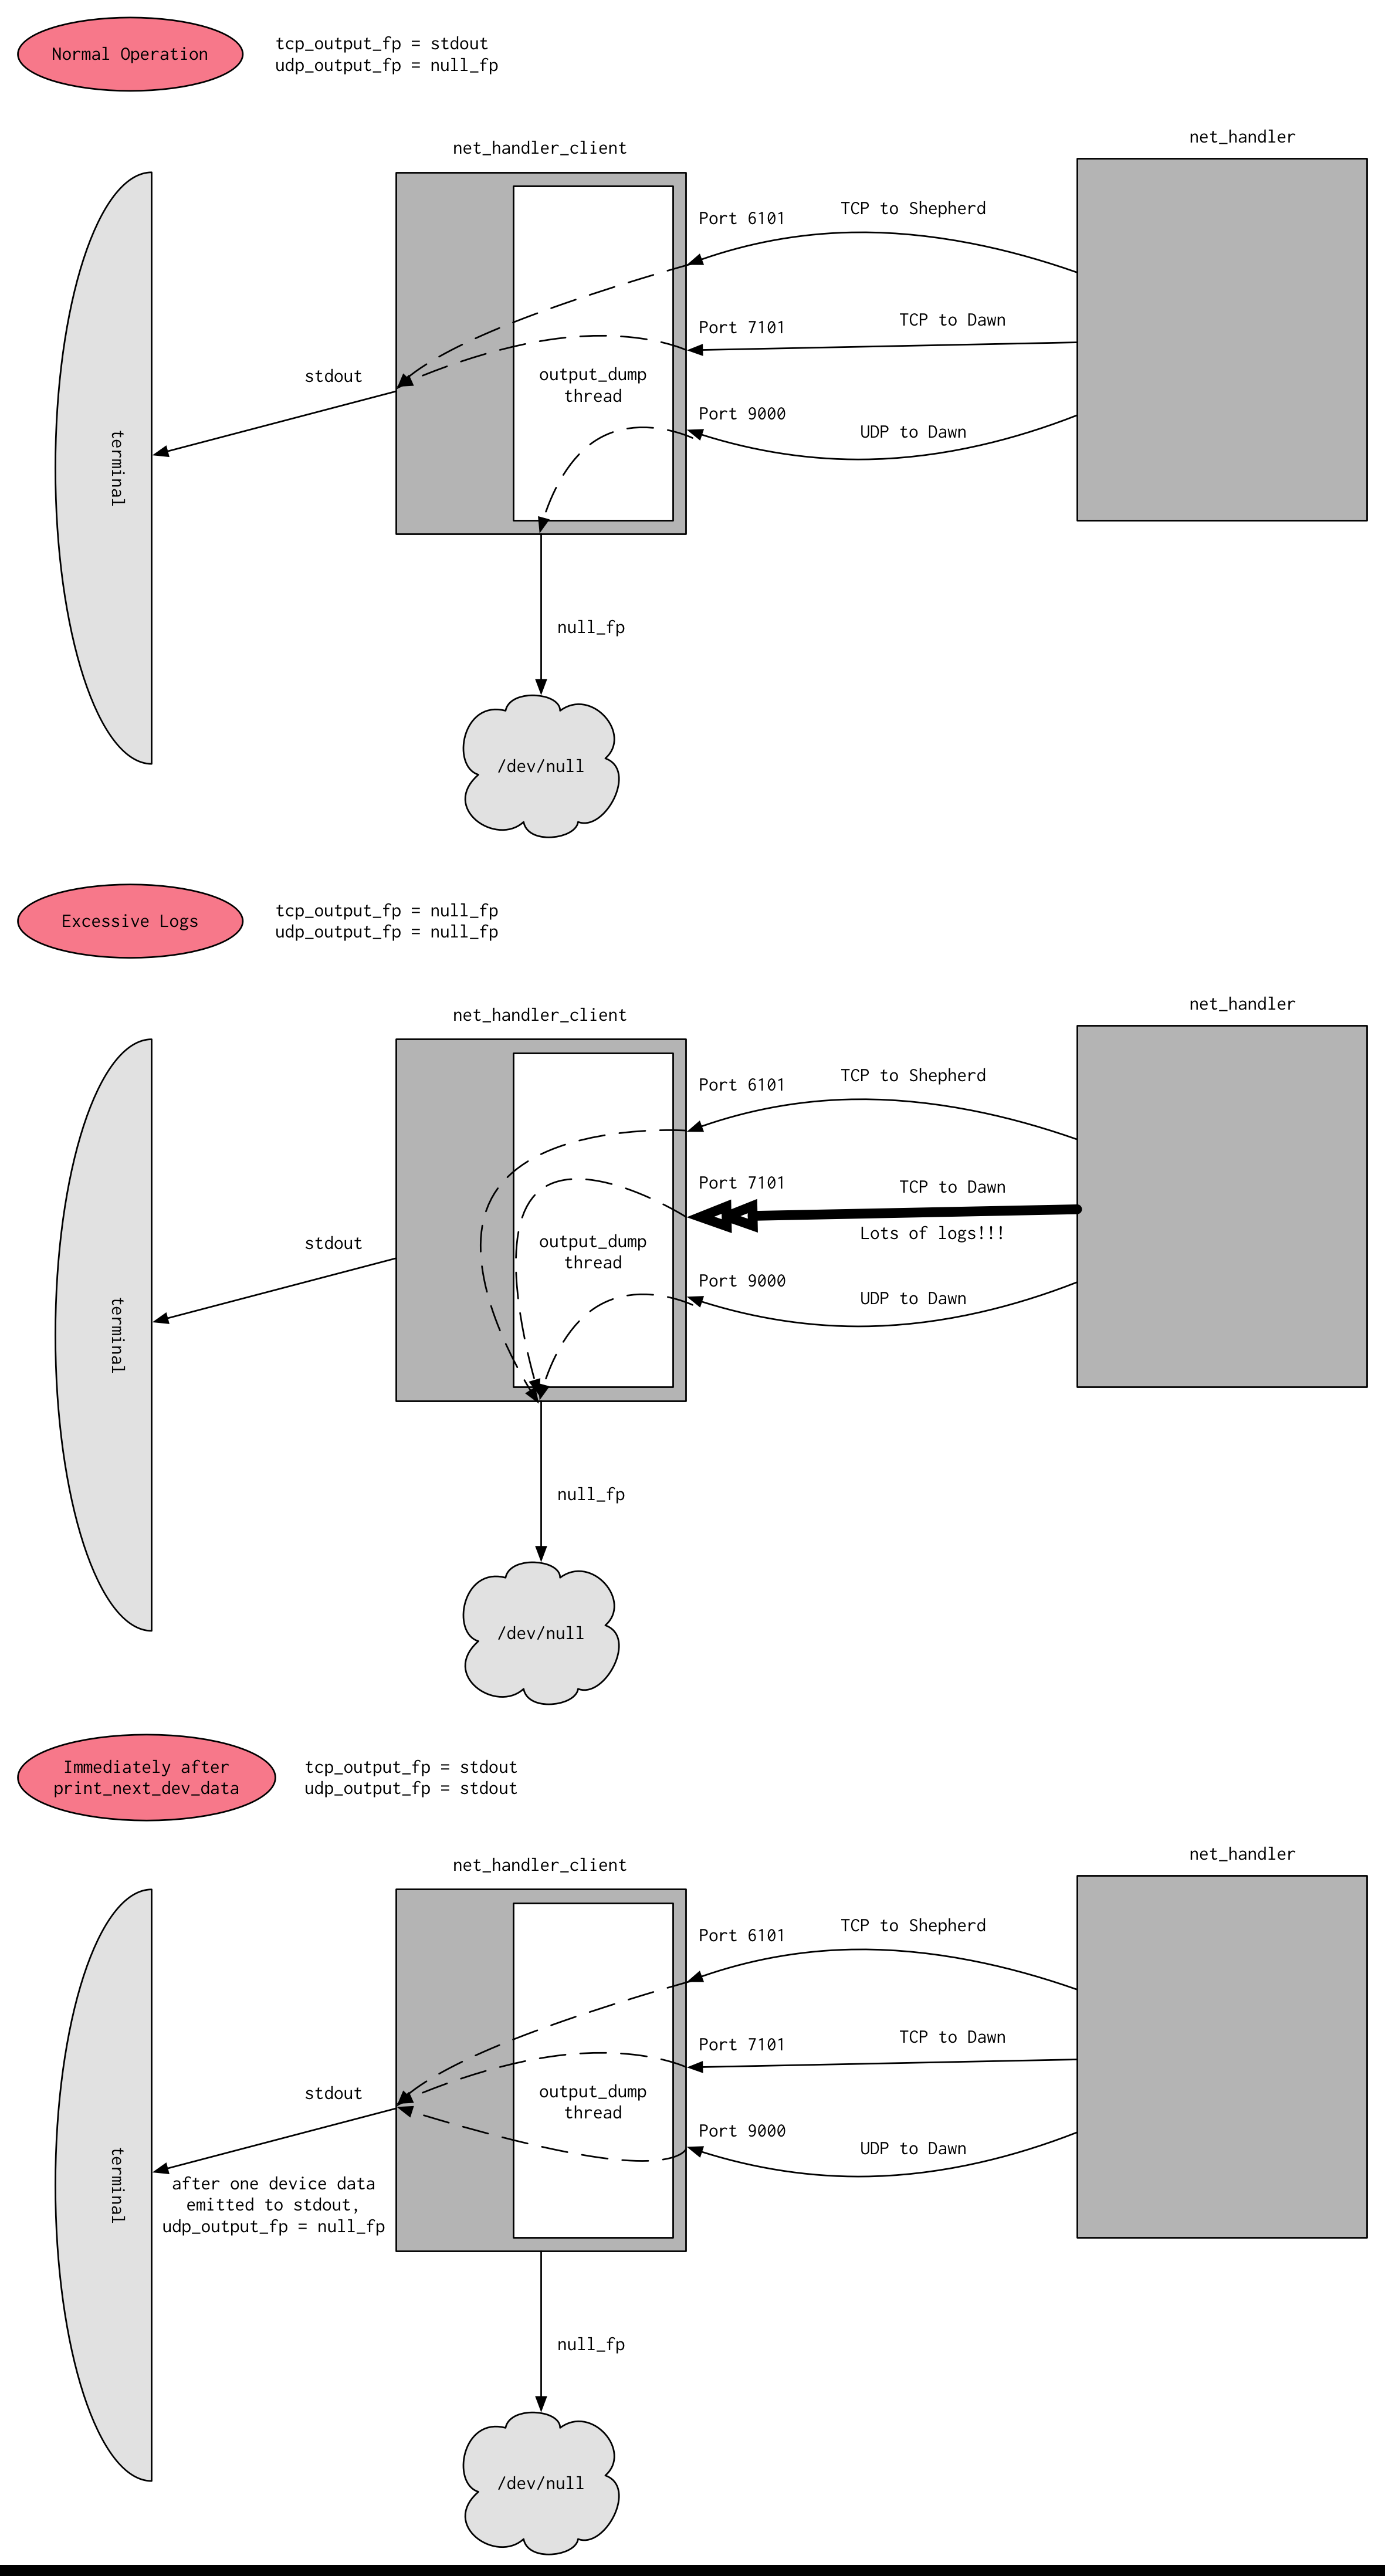 Normal Operation
tcp_output_fp = stdout
udp_output_fp = null_fp
net_handler_client
net_handler
Port 6101
TCP to Shepherd
Port 7101
TCP to Dawn
stdout
output_dump
thread
Port 9000
UDP to Dawn
terminal
null_fp
/dev/null
Excessive Logs
tcp_output_fp = null_fp
udp_output_fp = null_fp
net_handler_client
net_handler
Port 6101
TCP to Shepherd
Port 7101
TCP to Dawn
Lots of logs!!!
stdout
output_dump
thread
Port 9000
UDP to Dawn
terminal
null_fp
/dev/null
Immediately after
print_next_dev_data
tcp_output_fp = stdout
udp_output_fp = stdout
net_handler_client
net_handler
Port 6101
TCP to Shepherd
Port 7101
TCP to Dawn
stdout
output_dump
thread
Port 9000
UDP to Dawn
terminal
after one device data
emitted to stdout,
udp_output_fp = null_fp
null_fp
/dev/null